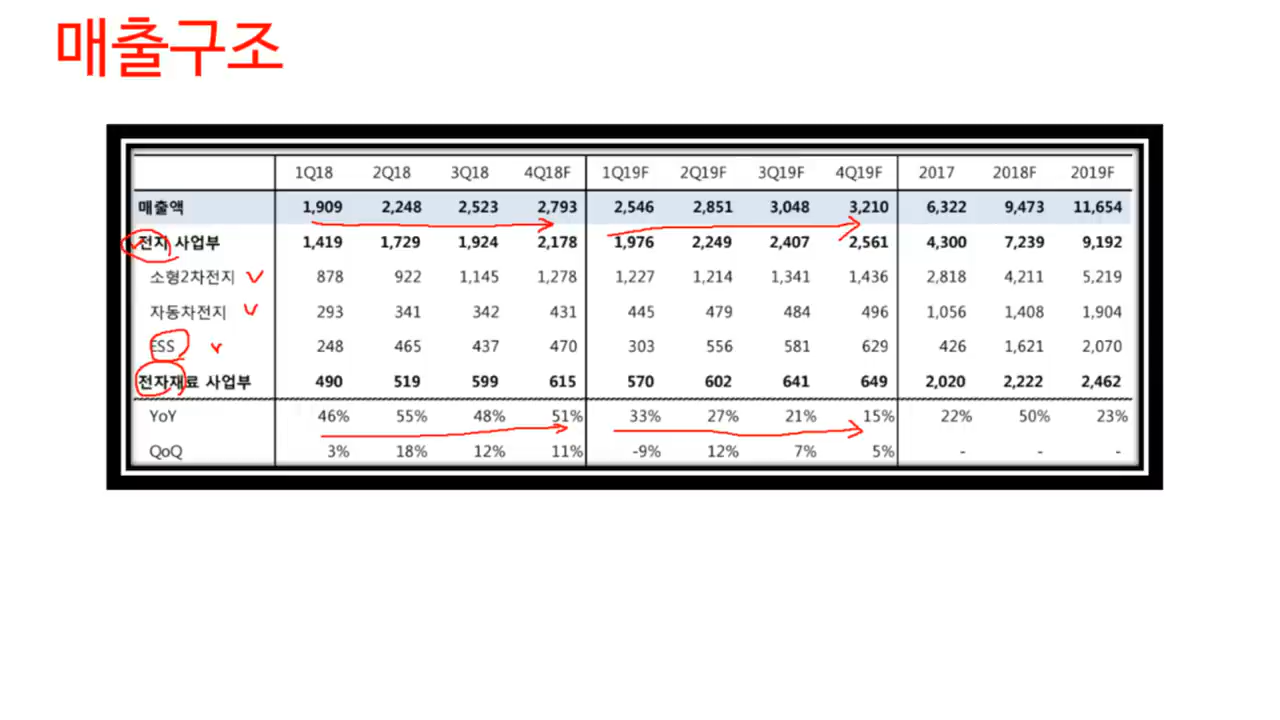 매출구조
1Q18 2Q18 3Q18 4Q18F 1Q19F 2Q19F 3Q19F 4Q19F 2017 2018F 2019F
매출액 1,909 2,248 2,523 2,793 2,546 2,851 3,048 3,210 6,322 9,473 11,654
전지 사업부 1,419 1,729 1,924 2,178 1,976 2,249 2,407 2,561 4,300 7,239 9,192
소형2차전지 878 922 1,145 1,278 1,227 1,214 1,341 1,436 2,818 4,211 5,219
자동차전지 293 341 342 431 445 479 484 496 1,056 1,408 1,904
ESS 248 465 437 470 303 556 581 629 426 1,621 2,070
전자재료 사업부 490 519 599 615 570 602 641 649 2,020 2,222 2,462
YoY 46% 55% 48% 51% 33% 27% 21% 15% 22% 50% 23%
QoQ 3% 18% 12% 11% -9% 12% 7% 5% - - -